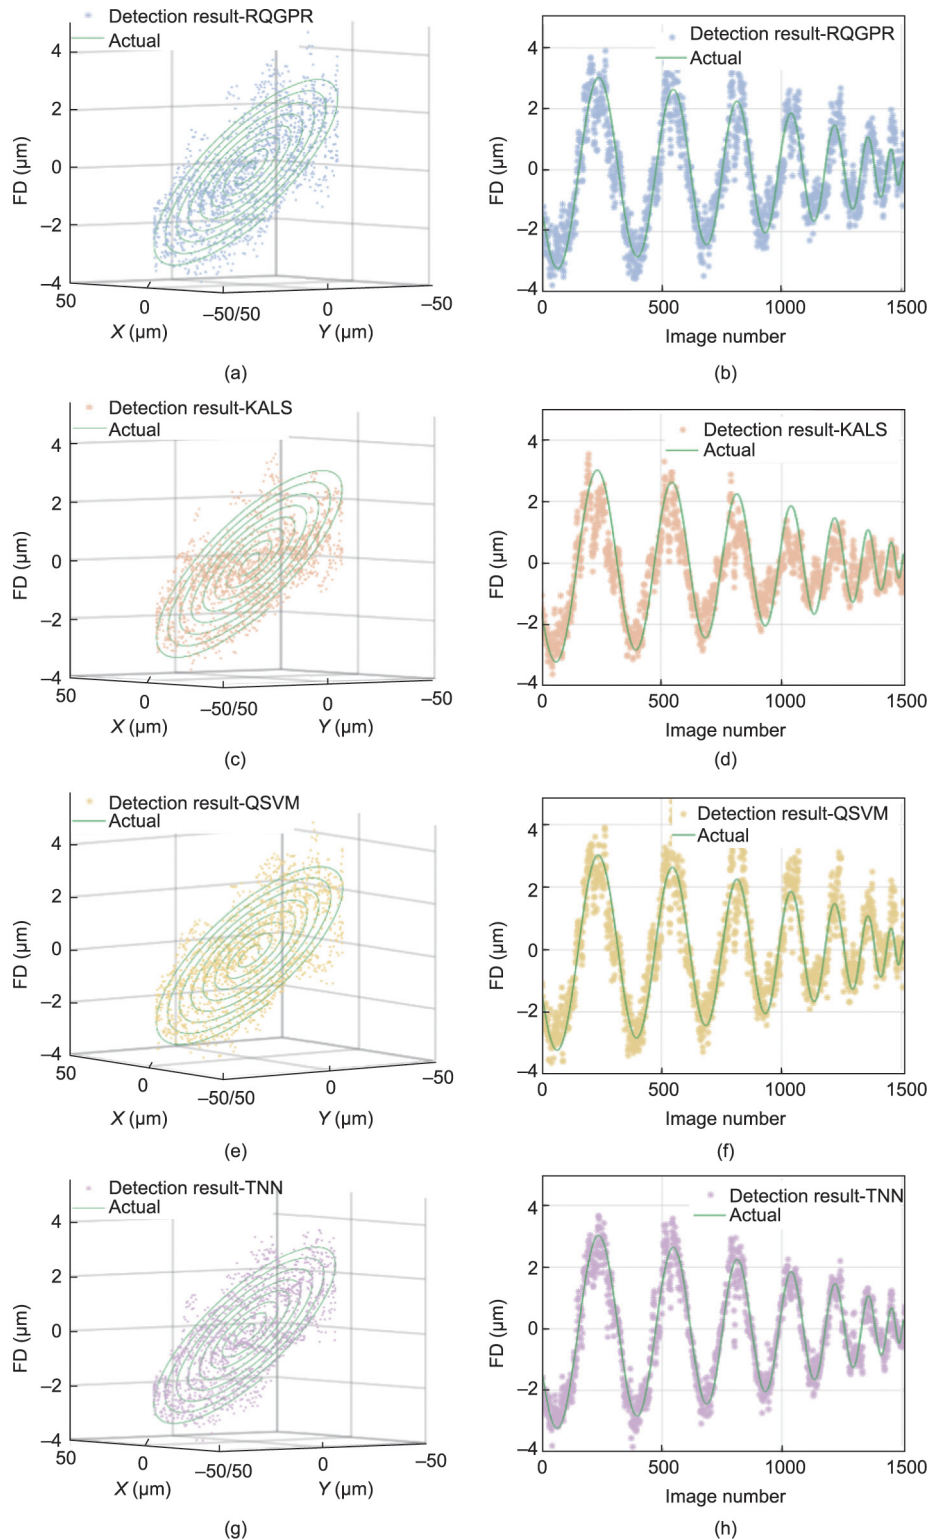 Detection result-RQGPR
Actual
4
2
0
–2
–4
FD (µm)
50
0
–50/50
0
–50
X (µm)
Y (µm)
(a)
Detection result-RQGPR
Actual
4
2
0
–2
–4
FD (µm)
0
500
1000
1500
Image number
(b)
Detection result-KALS
Actual
4
2
0
–2
–4
FD (µm)
50
0
–50/50
0
–50
X (µm)
Y (µm)
(c)
Detection result-KALS
Actual
4
2
0
–2
–4
FD (µm)
0
500
1000
1500
Image number
(d)
Detection result-QSVM
Actual
4
2
0
–2
–4
FD (µm)
50
0
–50/50
0
–50
X (µm)
Y (µm)
(e)
Detection result-QSVM
Actual
4
2
0
–2
–4
FD (µm)
0
500
1000
1500
Image number
(f)
Detection result-TNN
Actual
4
2
0
–2
–4
FD (µm)
50
0
–50/50
0
–50
X (µm)
Y (µm)
(g)
Detection result-TNN
Actual
4
2
0
–2
–4
FD (µm)
0
500
1000
1500
Image number
(h)